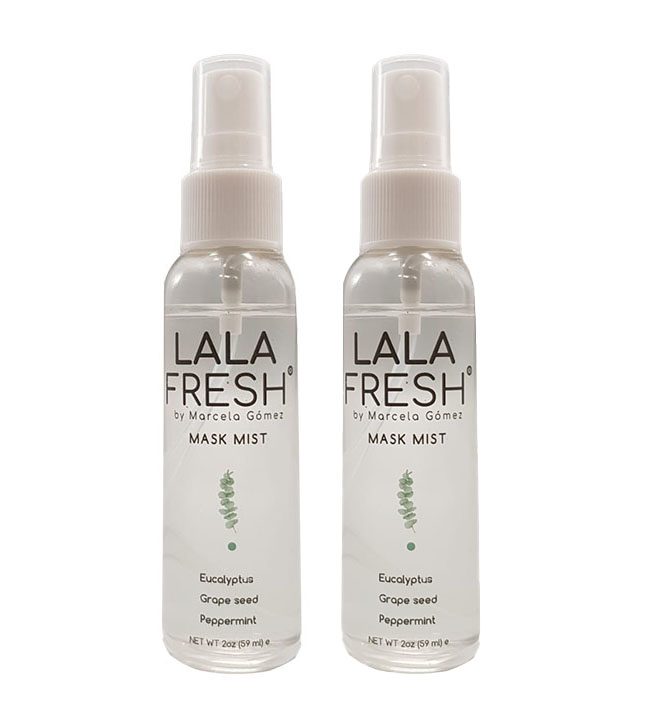 LALA
FRESH®
by Marcela Gómez
MASK MIST
Eucalyptus
Grape seed
Peppermint
NET WT 2oz (59 ml) e
LALA
FRESH®
by Marcela Gómez
MASK MIST
Eucalyptus
Grape seed
Peppermint
NET WT 2oz (59 ml) e